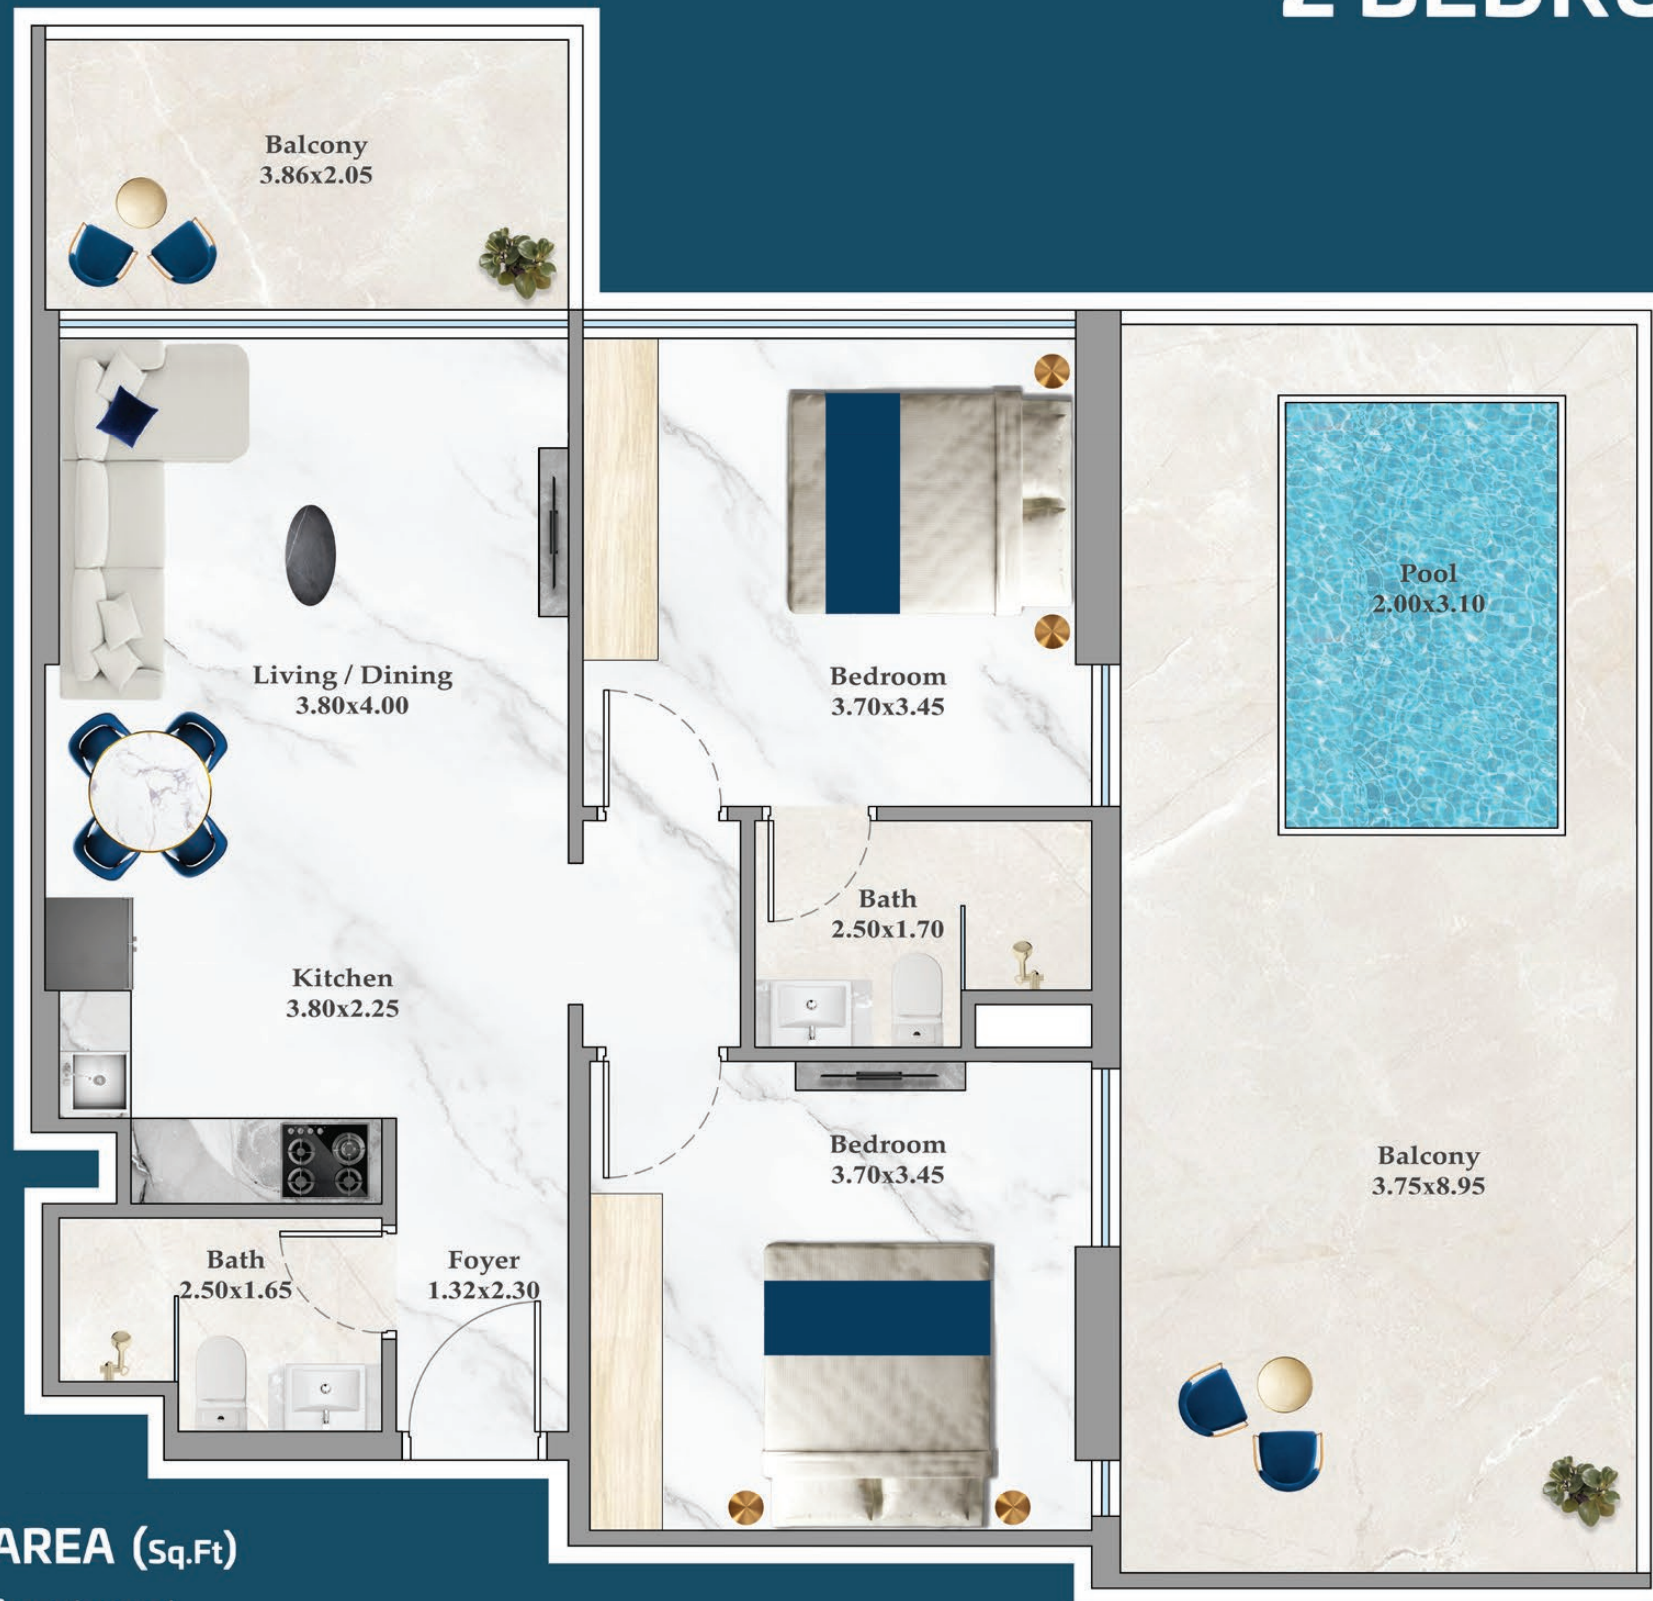 2
Balcony
3.86x2.05
Pool
2.00x3.10
Living / Dining
3.80x4.00
Bedroom
3.70x3.45
Bath
2.50x1.70
Kitchen
3.80x2.25
Bedroom
3.70x3.45
Balcony
3.75x8.95
Bath
2.50x1.65
Foyer
1.32x2.30
AREA (Sq.Ft)